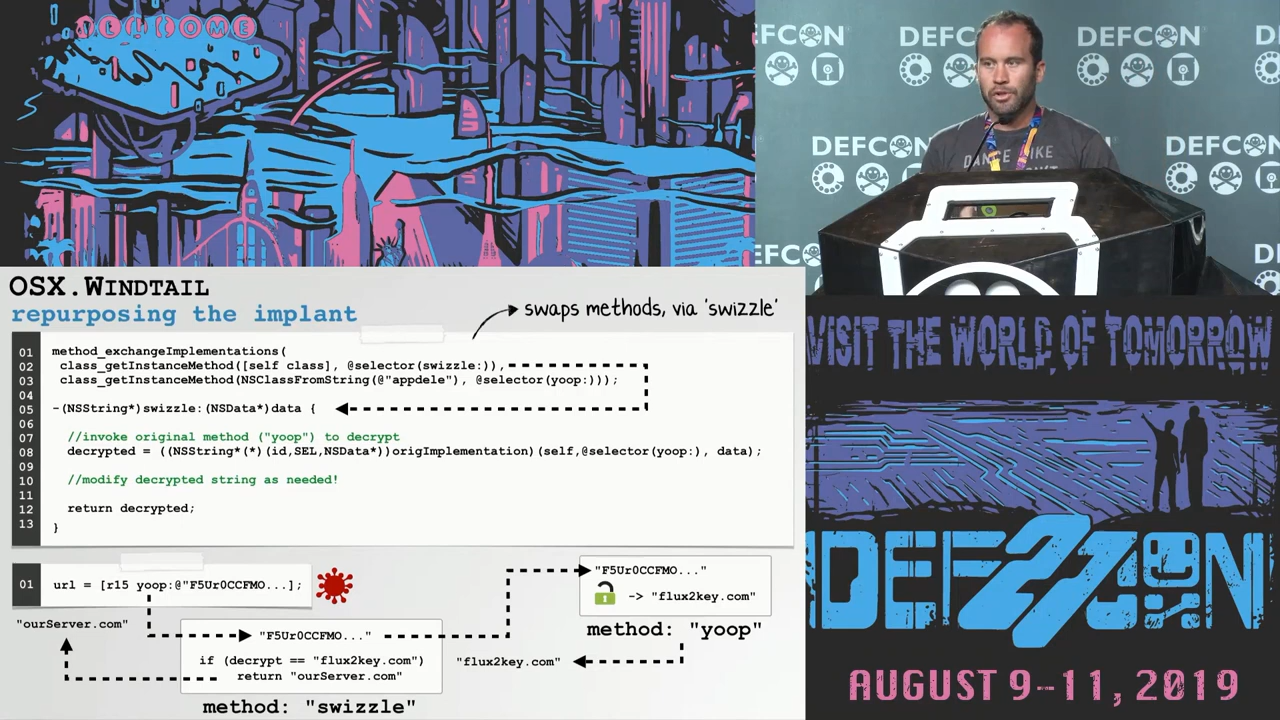 WELCOME
DEFCON
DEFCON
DEFCON
DEFCON
DEFCON
DEFCON
DANCE LIKE
OSX.WINDTAIL
repurposing the implant
swaps methods, via 'swizzle'
01 method_exchangeImplementations(
02 class_getInstanceMethod([self class], @selector(swizzle:)),
03 class_getInstanceMethod(NSClassFromString(@"appdele"), @selector(yoop:)));
04
05 -(NSString*)swizzle:(NSData*)data {
06
07 //invoke original method ("yoop") to decrypt
08 decrypted = ((NSString*(*)(id,SEL,NSData*))origImplementation)(self,@selector(yoop:), data);
09
10 //modify decrypted string as needed!
11
12 return decrypted;
13 }
01 url = [r15 yoop:@"F5Ur0CCFMO...];
"ourServer.com"
"F5Ur0CCFMO..."
if (decrypt == "flux2key.com")
return "ourServer.com"
method: "swizzle"
"F5Ur0CCFMO..."
-> "flux2key.com"
method: "yoop"
"flux2key.com"
VISIT THE WORLD OF TOMORROW
DEF27CON
AUGUST 9-11, 2019